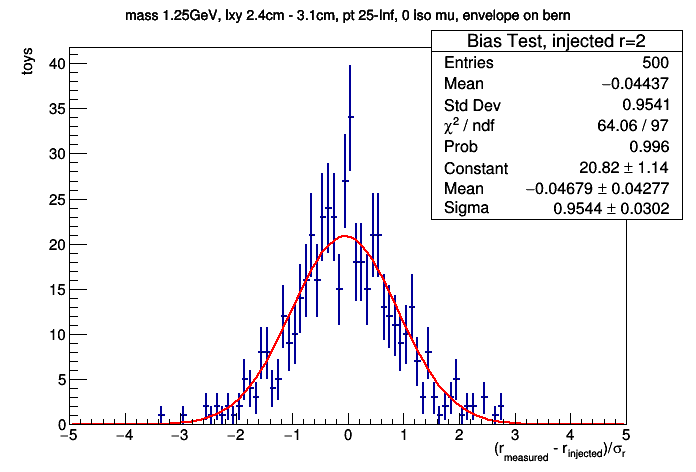 mass 1.25GeV, lxy 2.4cm - 3.1cm, pt 25-Inf, 0 Iso mu, envelope on bern
Bias Test, injected r=2
Entries 500
Mean −0.04437
Std Dev 0.9541
χ² / ndf 64.06 / 97
Prob 0.996
Constant 20.82 ± 1.14
Mean −0.04679 ± 0.04277
Sigma 0.9544 ± 0.0302
toys
40
35
30
25
20
15
10
5
0
−5 −4 −3 −2 −1 0 1 2 3 4 5
(r_measured - r_injected)/σ_r